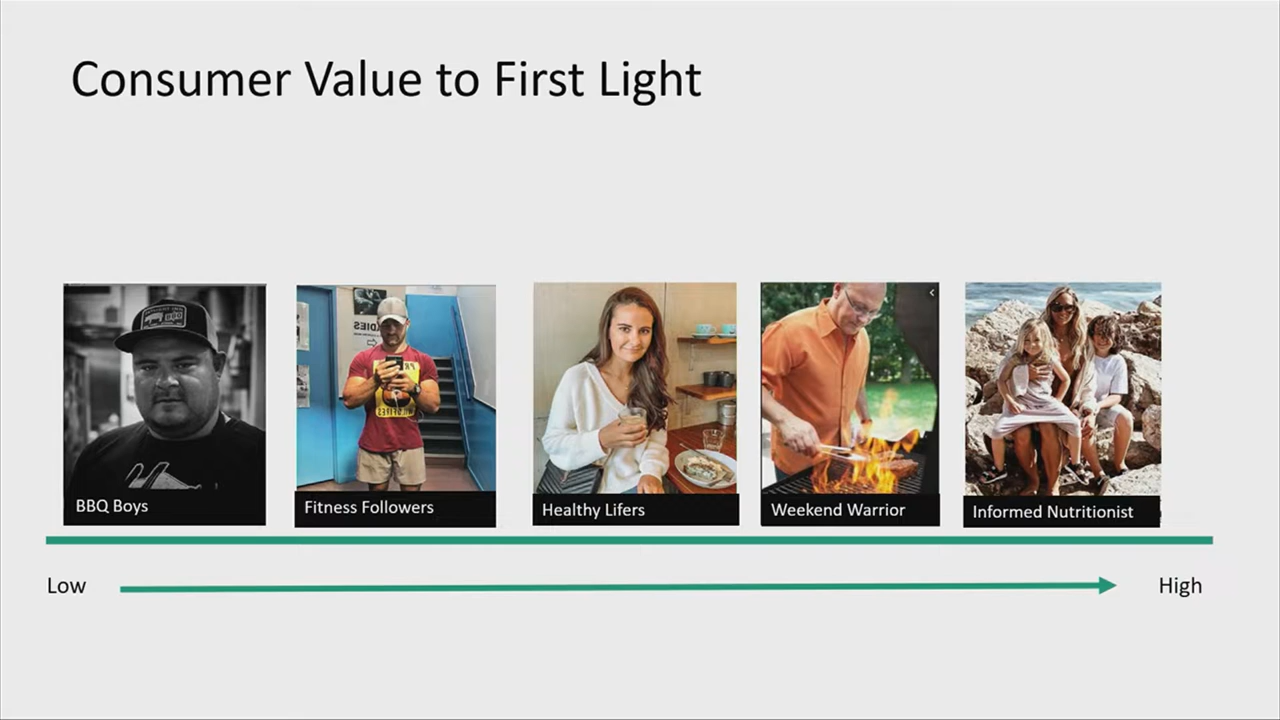 Consumer Value to First Light
BBQ Boys
Fitness Followers
Healthy Lifers
Weekend Warrior
Informed Nutritionist
Low
High